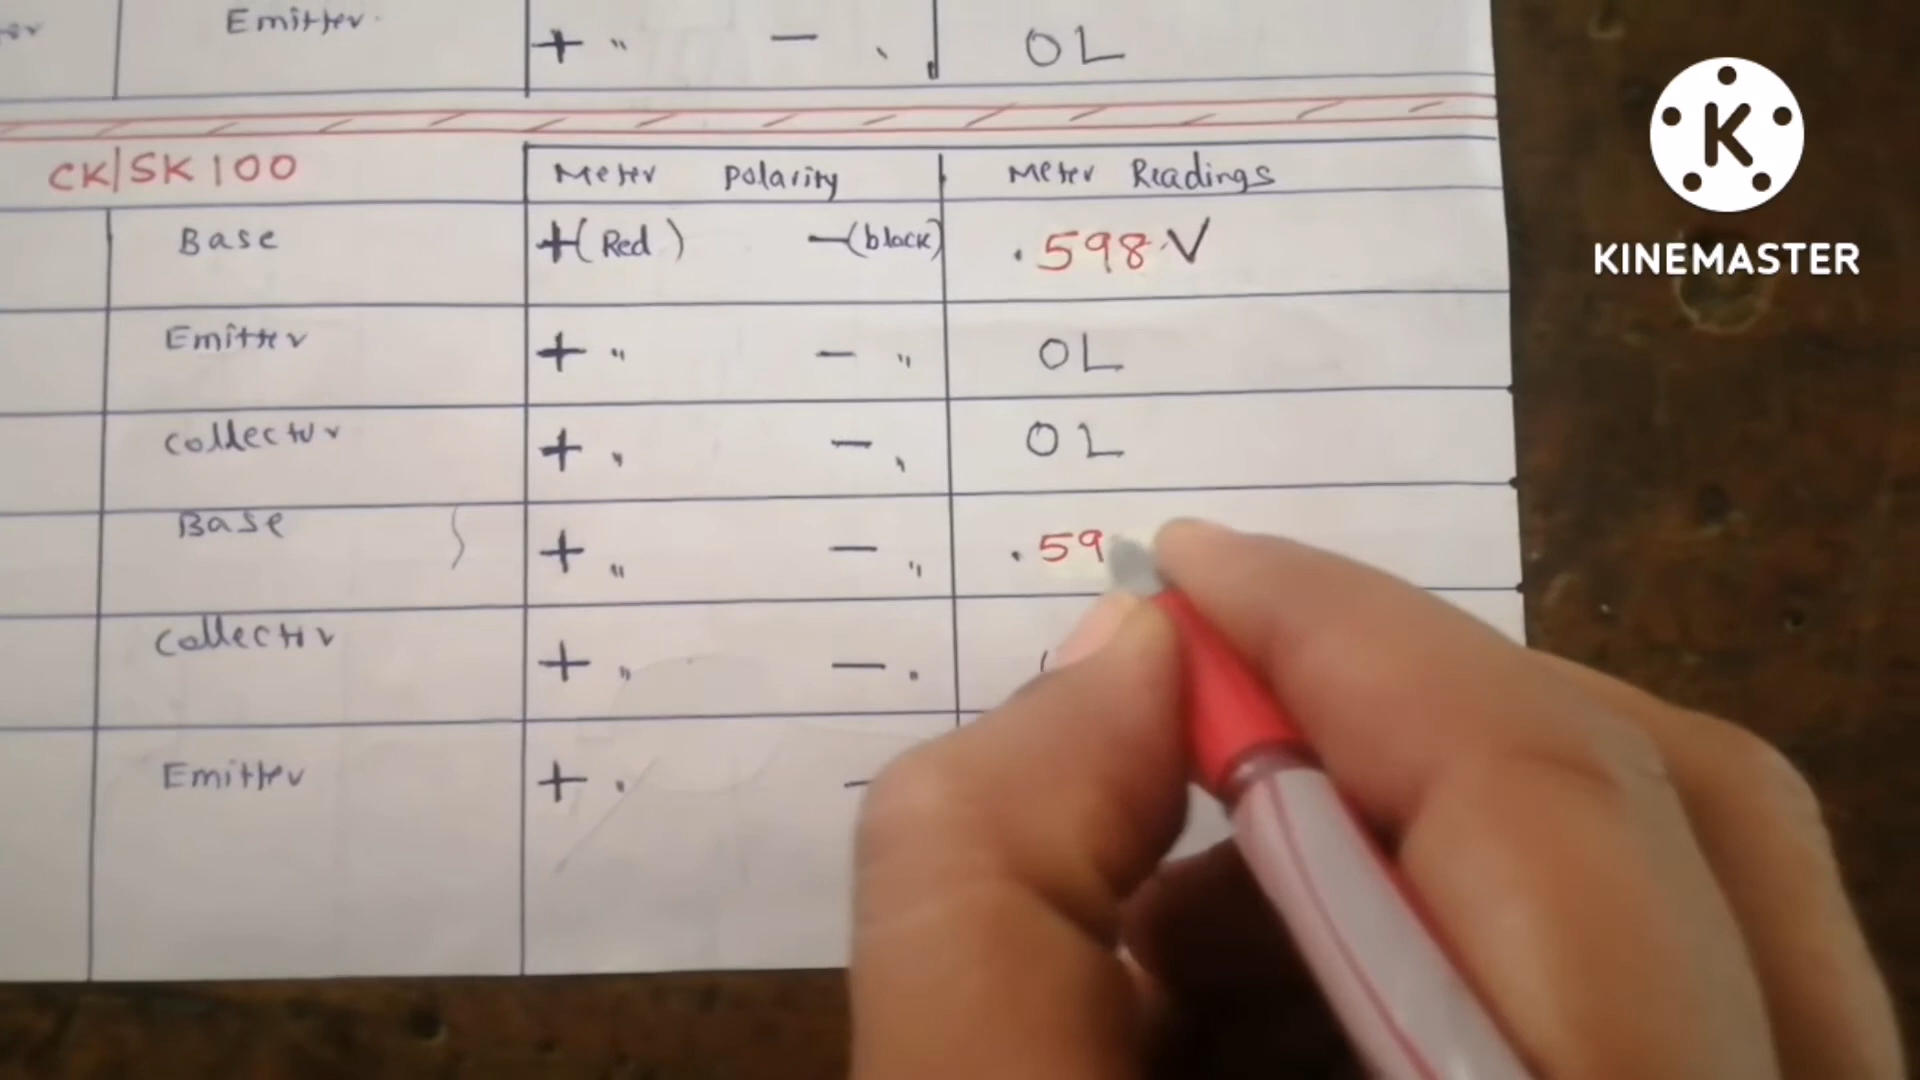 Emitter + " - OL
CK/SK100 Meter polarity Meter Readings
Base +(Red) -(black) .598 V
Emitter + " - " OL
Collector + " - " OL
Base + " - " .59
Collector + " - "
Emitter + " -
K
KINEMASTER